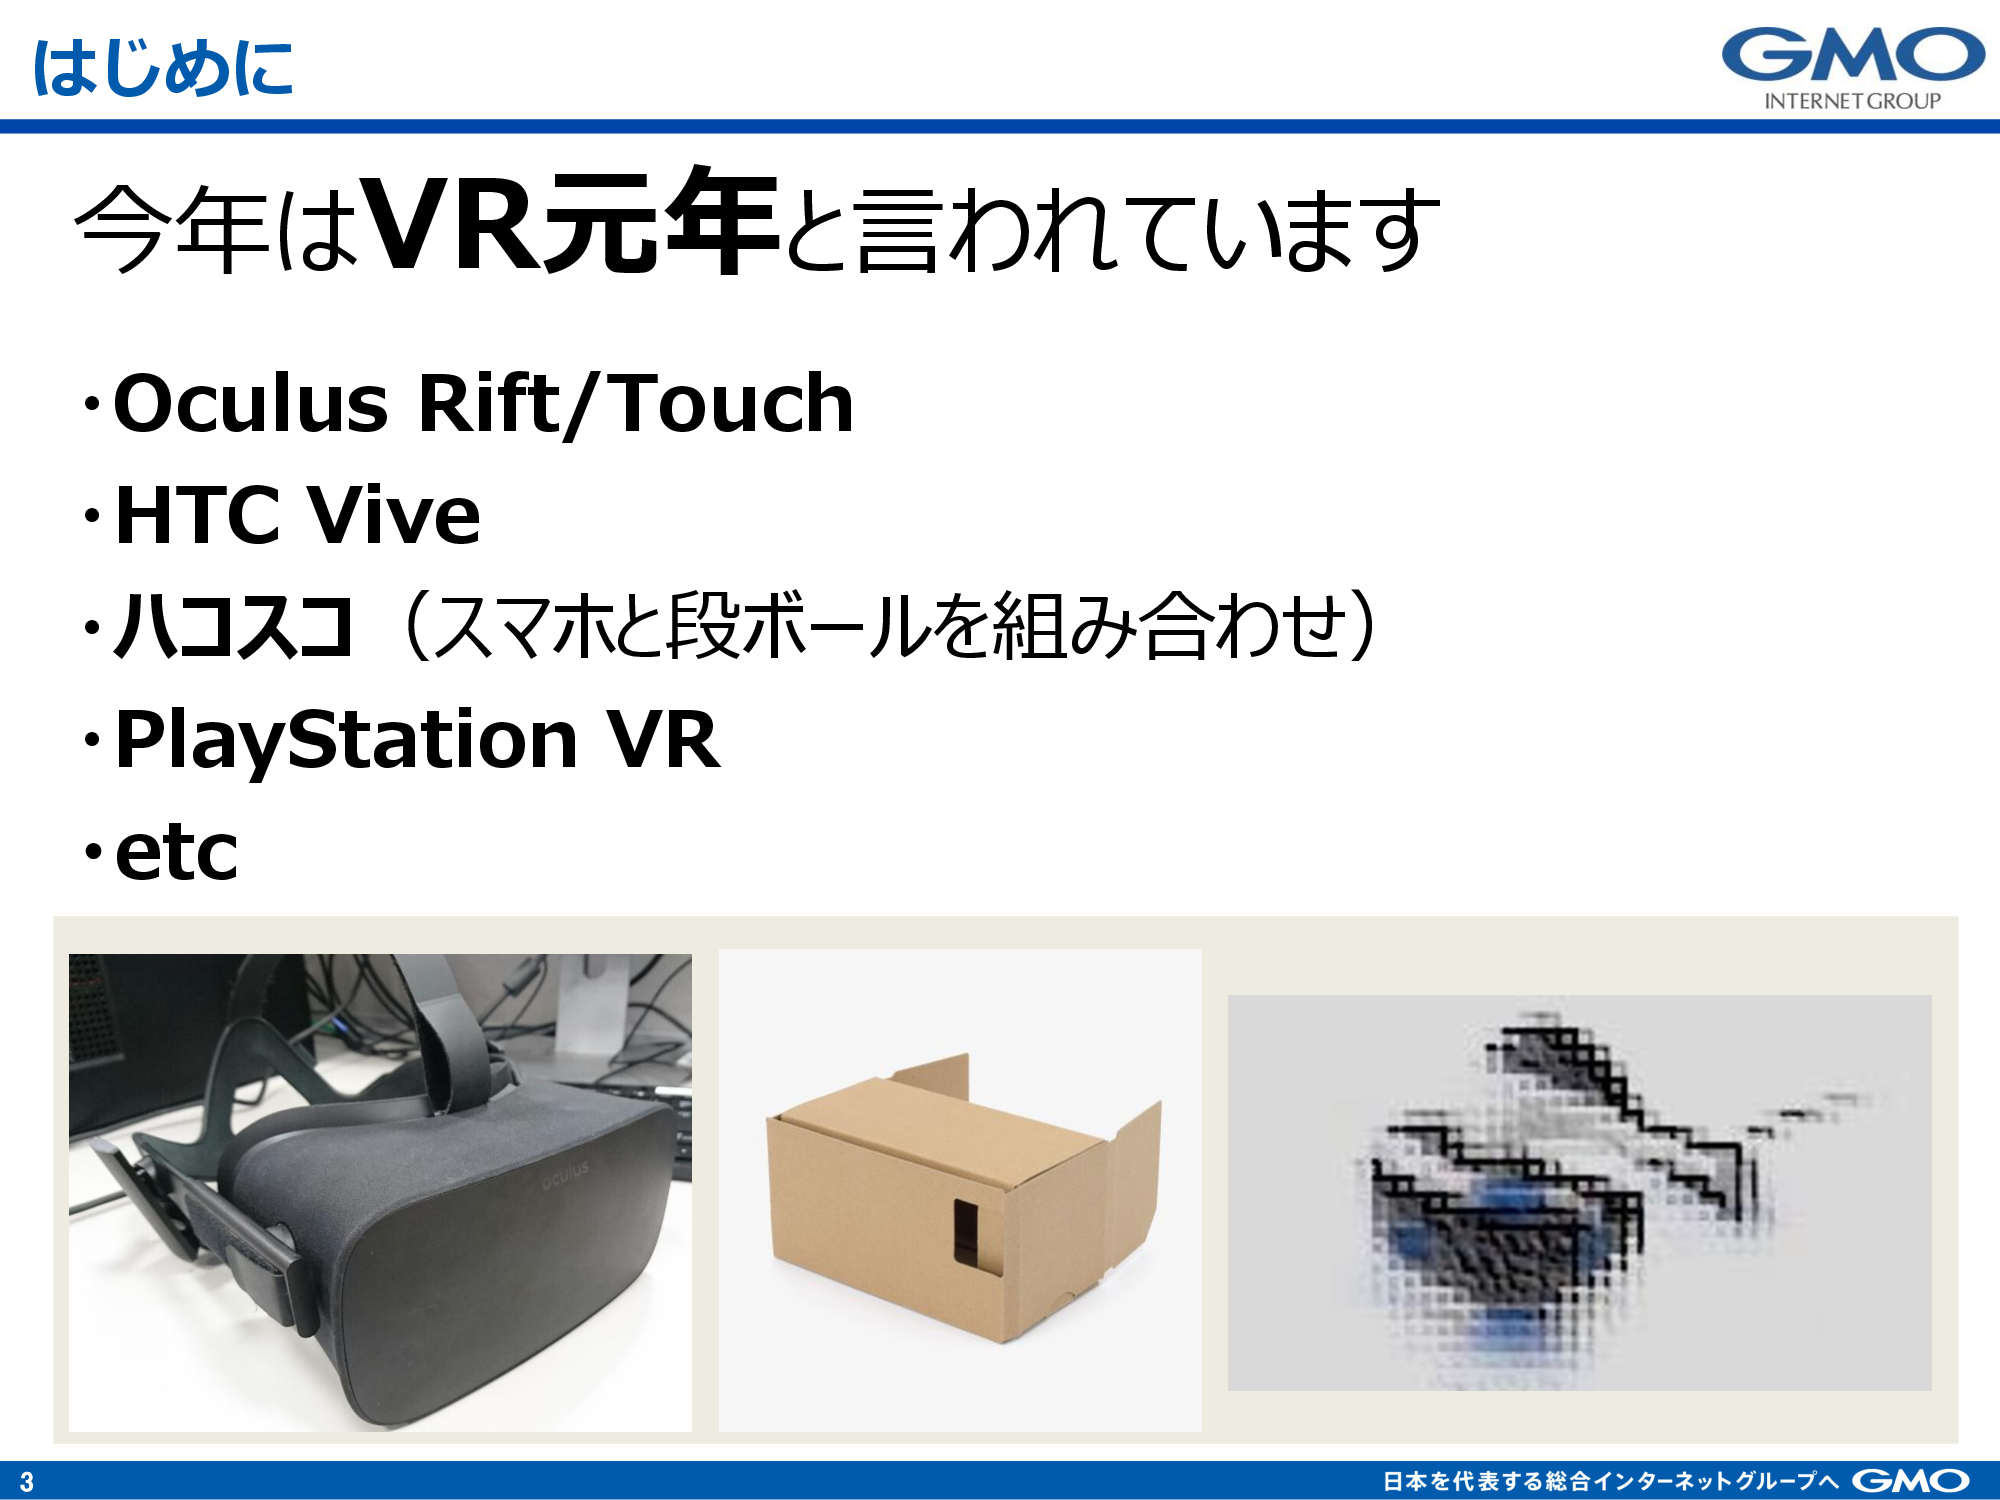 はじめに
GMO
INTERNET GROUP
今年はVR元年と言われています
・Oculus Rift/Touch
・HTC Vive
・ハコスコ（スマホと段ボールを組み合わせ）
・PlayStation VR
・etc
oculus
3
日本を代表する総合インターネットグループへ GMO